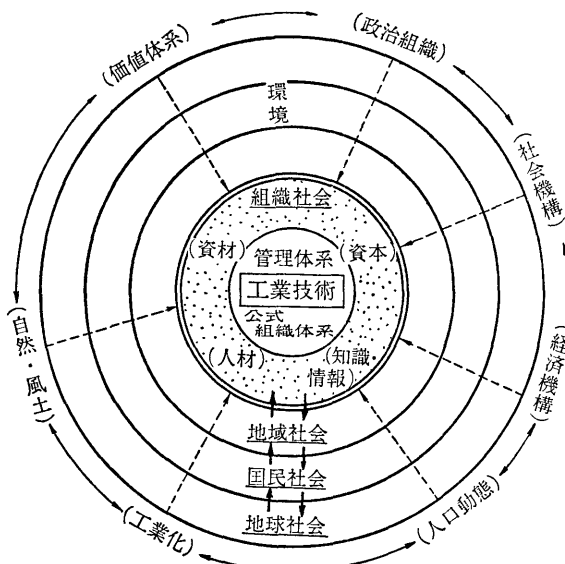 (価値体系)
(政治組織)
環
境
(社会機構)
組織社会
(資材)
管理体系
(資本)
工業技術
公式
組織体系
(人材)
(知識
情報)
(自然・風土)
(経済機構)
地域社会
国民社会
地球社会
(工業化)
(人口動態)